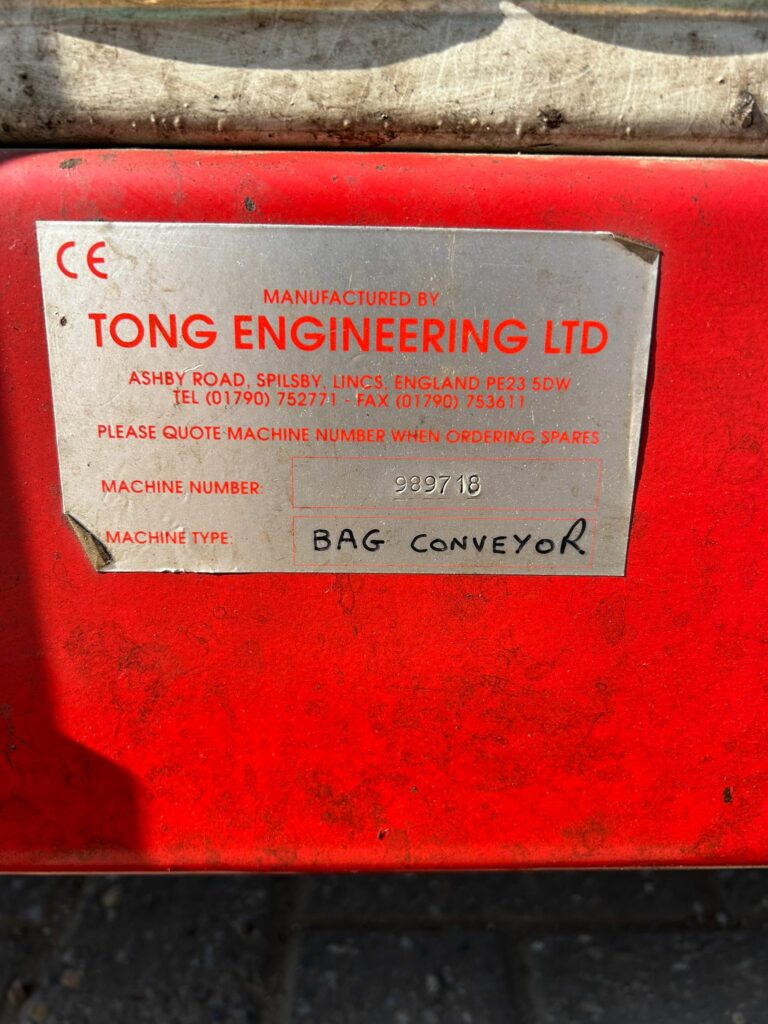 CE
MANUFACTURED BY
TONG ENGINEERING LTD
ASHBY ROAD, SPILSBY, LINCS, ENGLAND PE23 5DW
TEL (01790) 752771 - FAX (01790) 753611
PLEASE QUOTE MACHINE NUMBER WHEN ORDERING SPARES
MACHINE NUMBER: 989718
MACHINE TYPE: BAG CONVEYOR